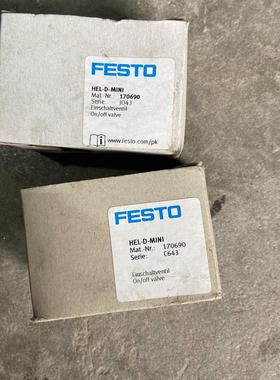 FESTO
HEL-D-MINI
Mat.-Nr.: 170690
Serie: J043
Einschaltventil
On/off valve
www.festo.com/pk
FESTO
HEL-D-MINI
Mat.-Nr.: 170690
Serie: C643
Einschaltventil
On/off valve